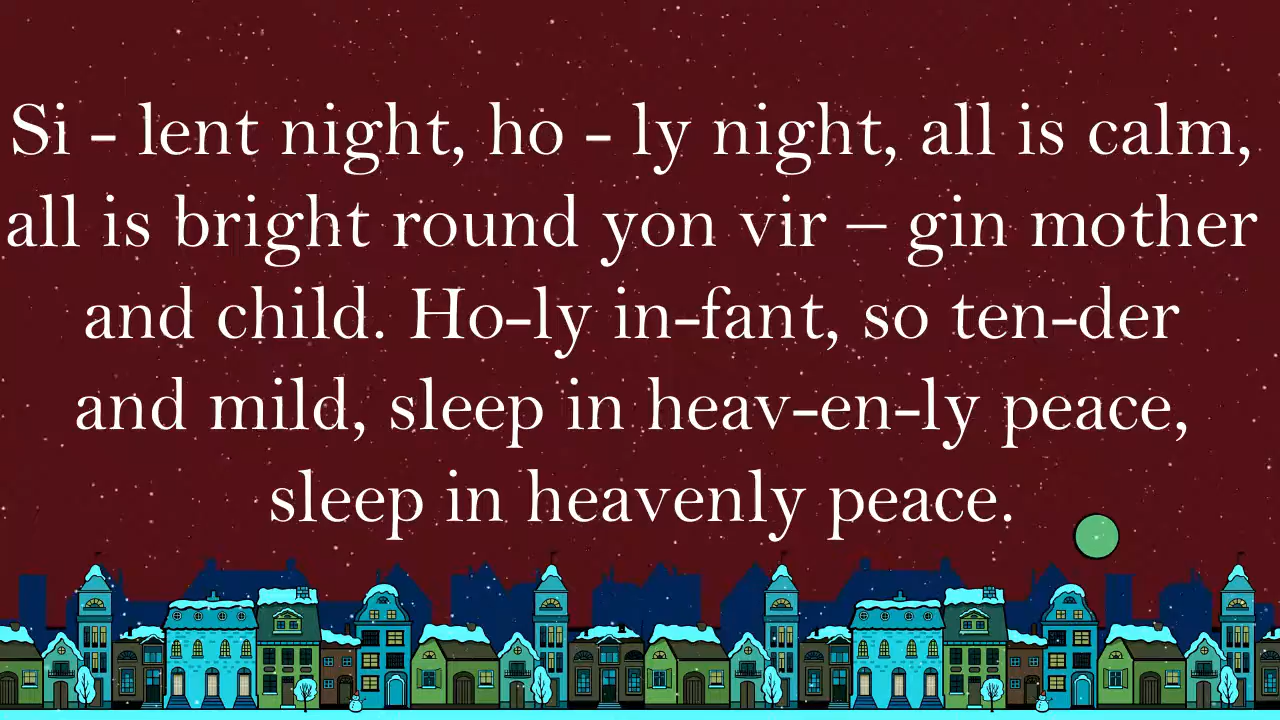 Si - lent night, ho - ly night, all is calm,
all is bright round yon vir – gin mother
and child. Ho-ly in-fant, so ten-der
and mild, sleep in heav-en-ly peace,
sleep in heavenly peace.